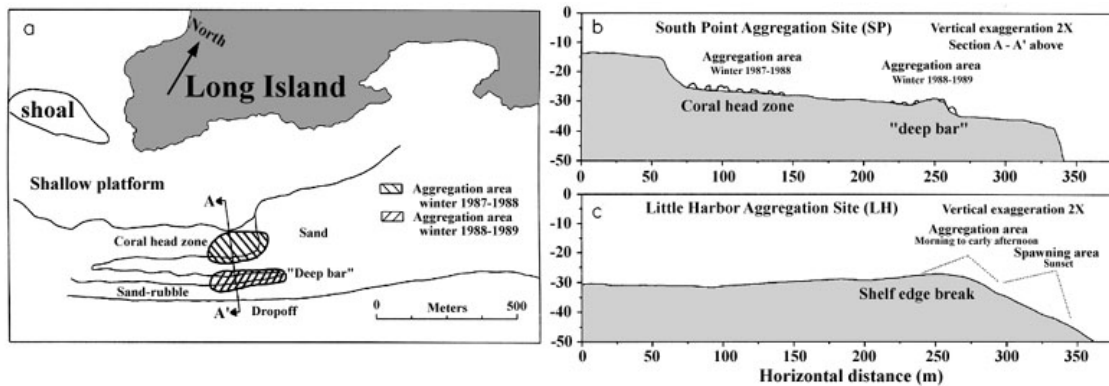 a
North
Long Island
shoal
Shallow platform
A
Aggregation area
winter 1987-1988
Aggregation area
winter 1988-1989
Coral head zone
Sand
"Deep bar"
Sand-rubble
A'
Dropoff
0 Meters 500
b
South Point Aggregation Site (SP)
Vertical exaggeration 2X
Section A - A' above
Aggregation area
Winter 1987-1988
Aggregation area
Winter 1988-1989
Coral head zone
"deep bar"
-0
-10
-20
-30
-40
-50
0 50 100 150 200 250 300 350
c
Little Harbor Aggregation Site (LH)
Vertical exaggeration 2X
Aggregation area
Morning to early afternoon
Spawning area
Sunset
Shelf edge break
-0
-10
-20
-30
-40
-50
0 50 100 150 200 250 300 350
Horizontal distance (m)